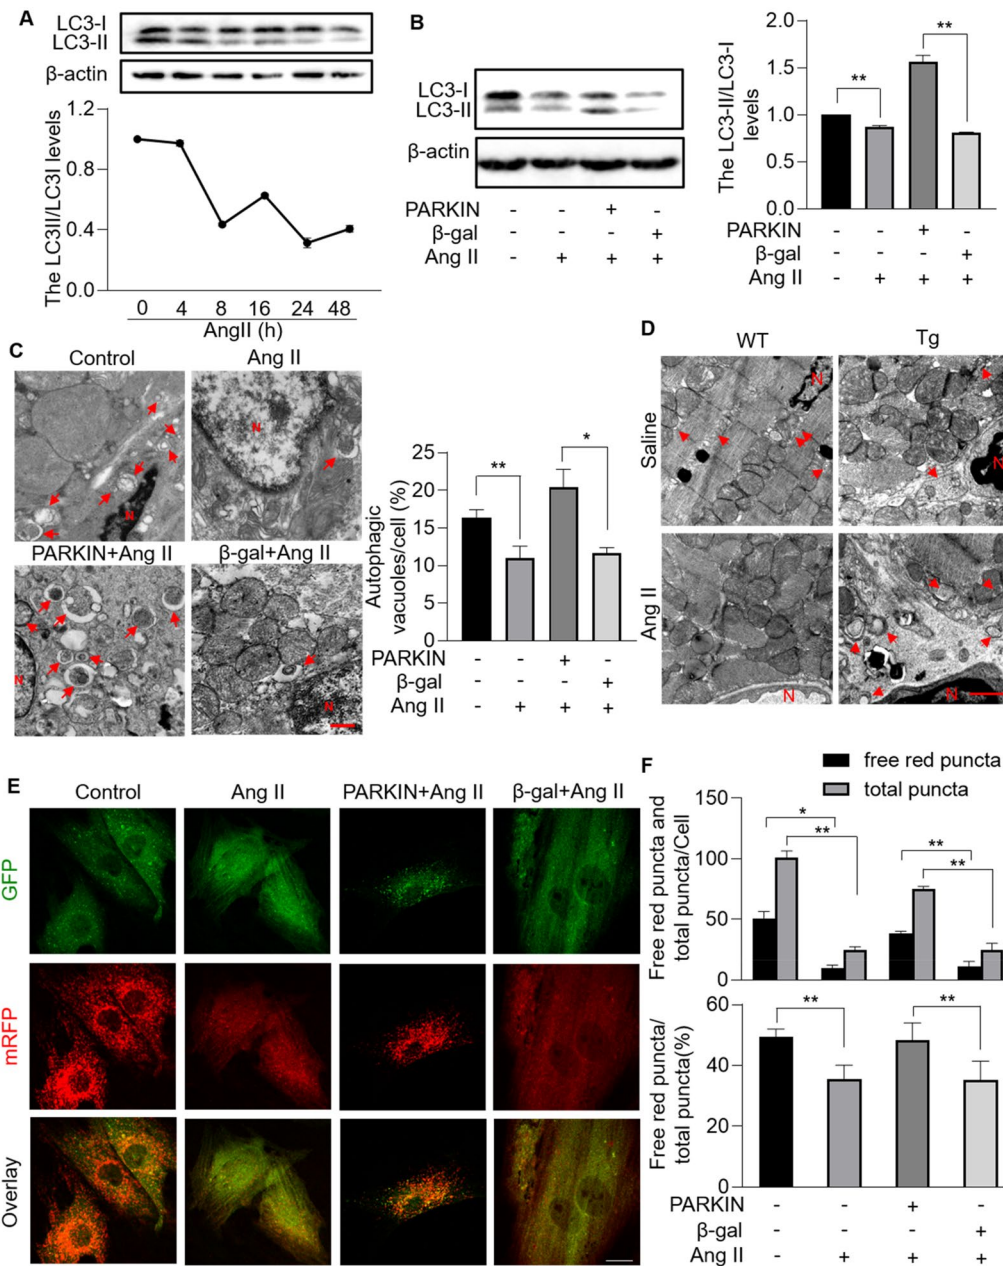 A
LC3-I
LC3-II
β-actin
The LC3II/LC3I levels
1.2
0.8
0.4
0.0
0 4 8 16 24 48
AngII (h)
B
LC3-I
LC3-II
β-actin
PARKIN - - + -
β-gal - - - +
Ang II - + + +
The LC3-II/LC3-I
levels
2.0
1.5
1.0
0.5
0.0
**
**
PARKIN - - + -
β-gal - - - +
Ang II - + + +
C
Control
Ang II
N
N
PARKIN+Ang II
β-gal+Ang II
N
N
Autophagic
vacuoles/cell (%)
25
20
15
10
5
0
**
*
PARKIN - - + -
β-gal - - - +
Ang II - + + +
D
WT
Tg
Saline
N
N
Ang II
N
N
E
Control
Ang II
PARKIN+Ang II
β-gal+Ang II
GFP
mRFP
Overlay
F
free red puncta
total puncta
Free red puncta and
total puncta/Cell
150
100
50
0
*
**
**
**
Free red puncta/
total puncta(%)
60
40
20
0
**
**
PARKIN - - + -
β-gal - - - +
Ang II - + + +